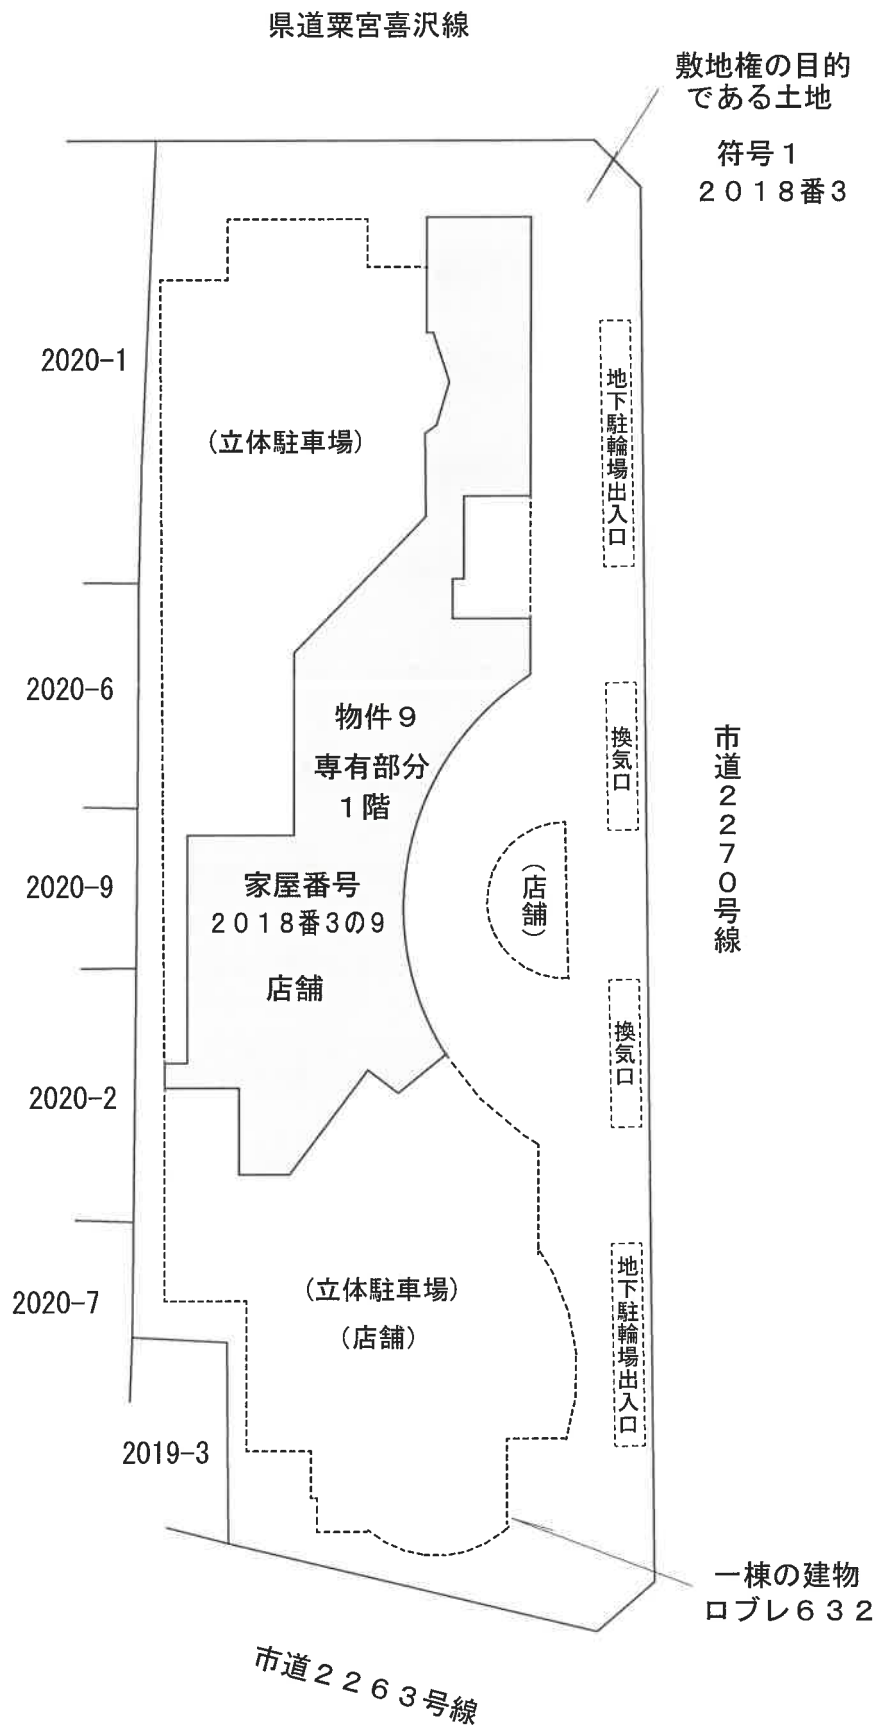 県道粟宮喜沢線
敷地権の目的
である土地
符号１
２０１８番３
2020-1
(立体駐車場)
地下駐輪場出入口
2020-6
物件９
専有部分
１階
換気口
市道２２７０号線
2020-9
家屋番号
２０１８番３の９
店舗
(店舗)
換気口
2020-2
2020-7
(立体駐車場)
(店舗)
地下駐輪場出入口
2019-3
一棟の建物
ロブレ６３２
市道２２６３号線